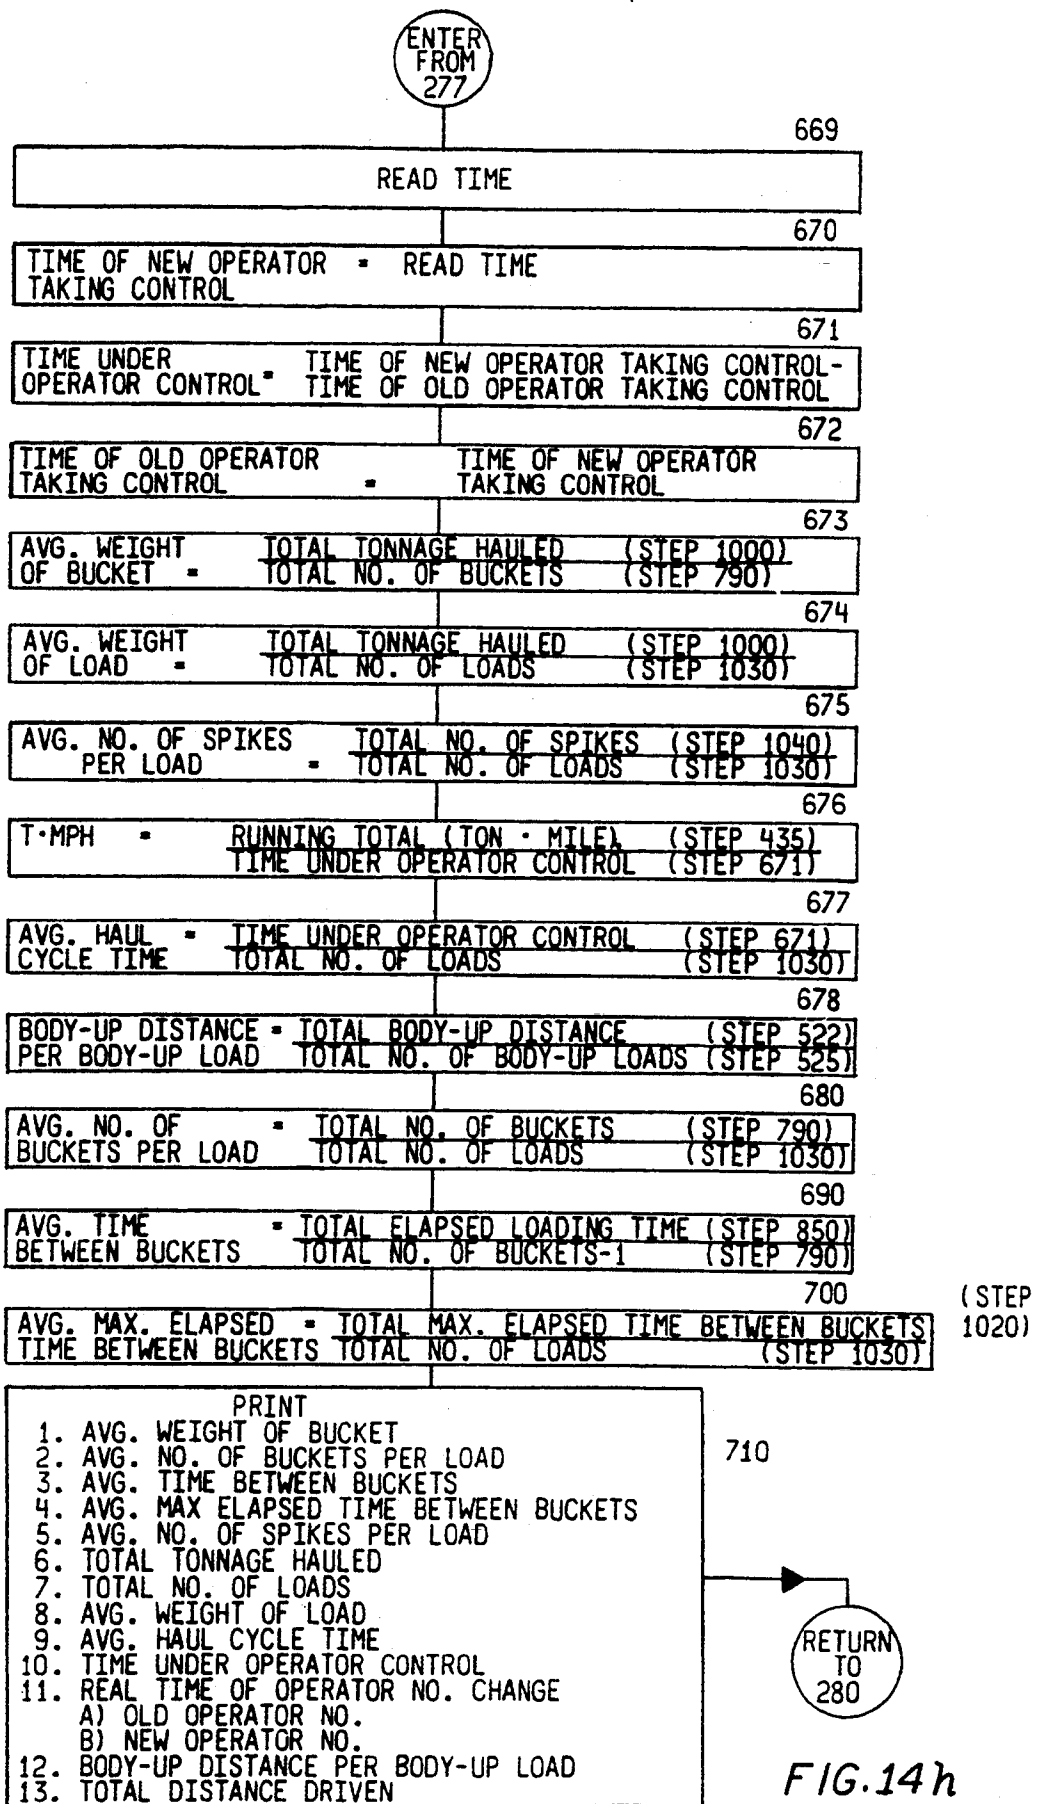 ENTER
FROM
277
669
READ TIME
670
TIME OF NEW OPERATOR = READ TIME
TAKING CONTROL
671
TIME UNDER TIME OF NEW OPERATOR TAKING CONTROL-
OPERATOR CONTROL= TIME OF OLD OPERATOR TAKING CONTROL
672
TIME OF OLD OPERATOR TIME OF NEW OPERATOR
TAKING CONTROL = TAKING CONTROL
673
AVG. WEIGHT TOTAL TONNAGE HAULED (STEP 1000)
OF BUCKET = TOTAL NO. OF BUCKETS (STEP 790)
674
AVG. WEIGHT TOTAL TONNAGE HAULED (STEP 1000)
OF LOAD = TOTAL NO. OF LOADS (STEP 1030)
675
AVG. NO. OF SPIKES TOTAL NO. OF SPIKES (STEP 1040)
PER LOAD = TOTAL NO. OF LOADS (STEP 1030)
676
T·MPH = RUNNING TOTAL (TON · MILE) (STEP 435)
TIME UNDER OPERATOR CONTROL (STEP 671)
677
AVG. HAUL = TIME UNDER OPERATOR CONTROL (STEP 671)
CYCLE TIME TOTAL NO. OF LOADS (STEP 1030)
678
BODY-UP DISTANCE = TOTAL BODY-UP DISTANCE (STEP 522)
PER BODY-UP LOAD TOTAL NO. OF BODY-UP LOADS (STEP 525)
680
AVG. NO. OF = TOTAL NO. OF BUCKETS (STEP 790)
BUCKETS PER LOAD TOTAL NO. OF LOADS (STEP 1030)
690
AVG. TIME = TOTAL ELAPSED LOADING TIME (STEP 850)
BETWEEN BUCKETS TOTAL NO. OF BUCKETS-1 (STEP 790)
700 (STEP
AVG. MAX. ELAPSED = TOTAL MAX. ELAPSED TIME BETWEEN BUCKETS 1020)
TIME BETWEEN BUCKETS TOTAL NO. OF LOADS (STEP 1030)
PRINT
1. AVG. WEIGHT OF BUCKET
2. AVG. NO. OF BUCKETS PER LOAD
3. AVG. TIME BETWEEN BUCKETS
4. AVG. MAX ELAPSED TIME BETWEEN BUCKETS
5. AVG. NO. OF SPIKES PER LOAD
6. TOTAL TONNAGE HAULED
7. TOTAL NO. OF LOADS
8. AVG. WEIGHT OF LOAD
9. AVG. HAUL CYCLE TIME
10. TIME UNDER OPERATOR CONTROL
11. REAL TIME OF OPERATOR NO. CHANGE
A) OLD OPERATOR NO.
B) NEW OPERATOR NO.
12. BODY-UP DISTANCE PER BODY-UP LOAD
13. TOTAL DISTANCE DRIVEN
710
RETURN
TO
280
FIG.14h